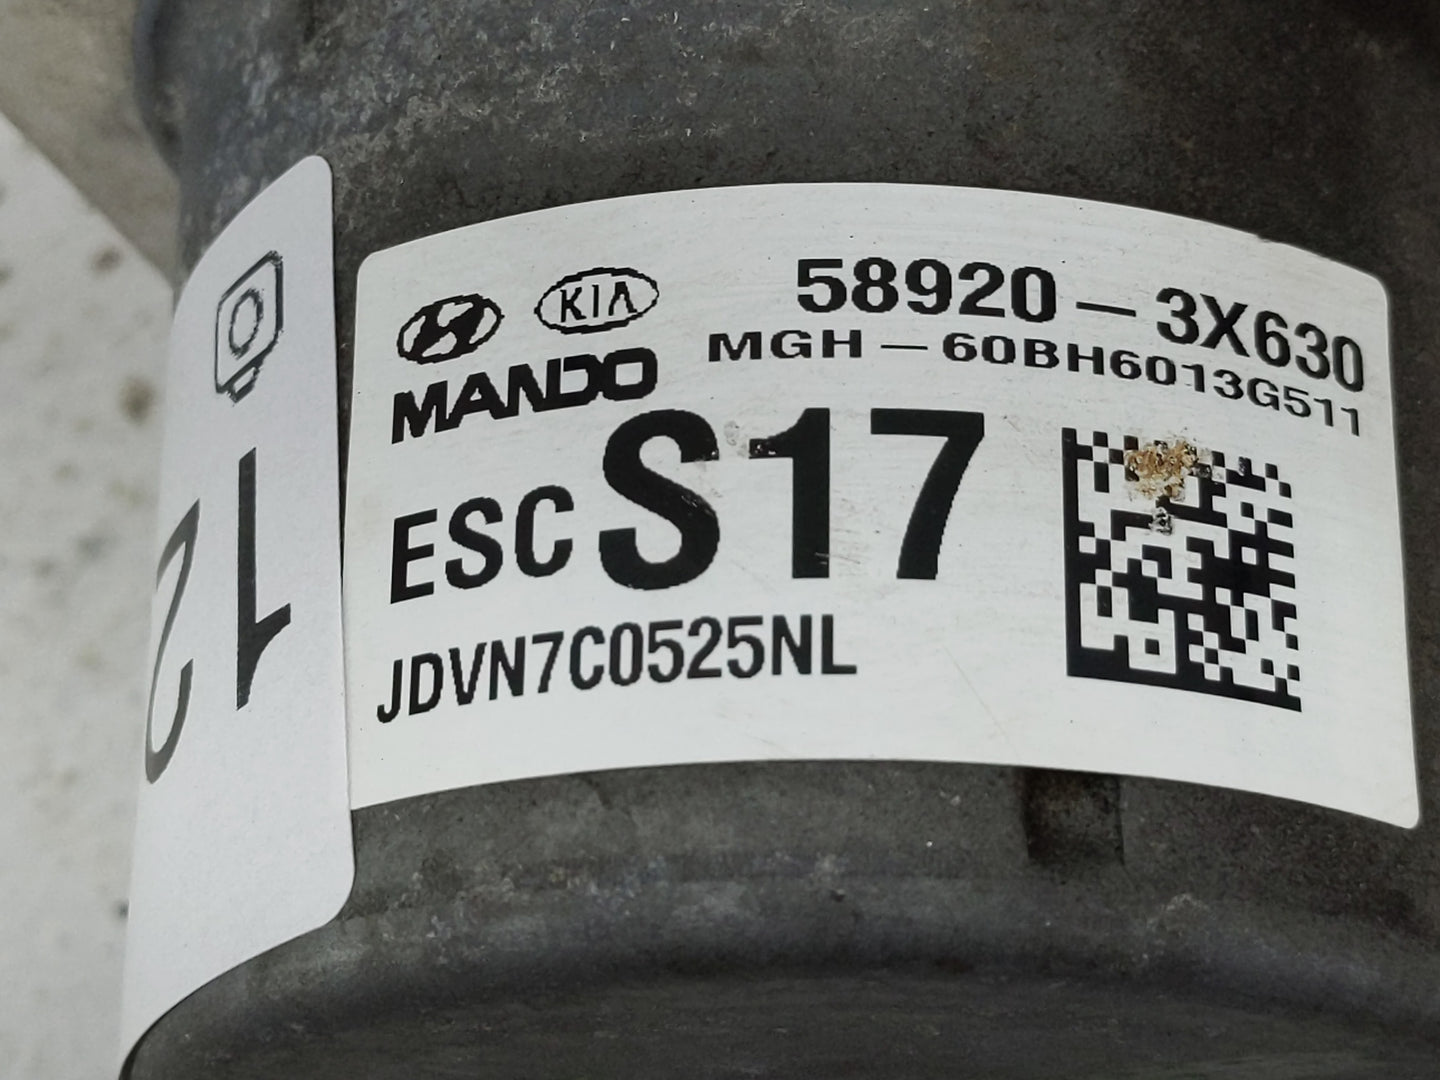 KIA
58920-3X630
MANDO
MGH-60BH6013G511
ESC S17
JDVN7C0525NL
12